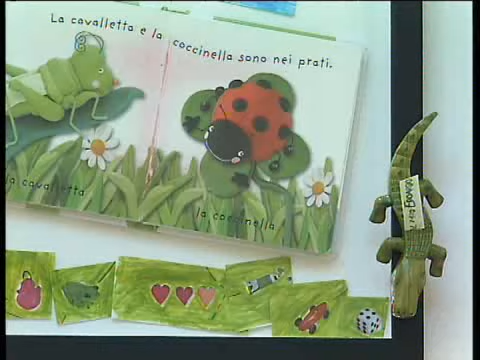 La cavalletta e la coccinella sono nei prati.
la cavalletta
la coccinella